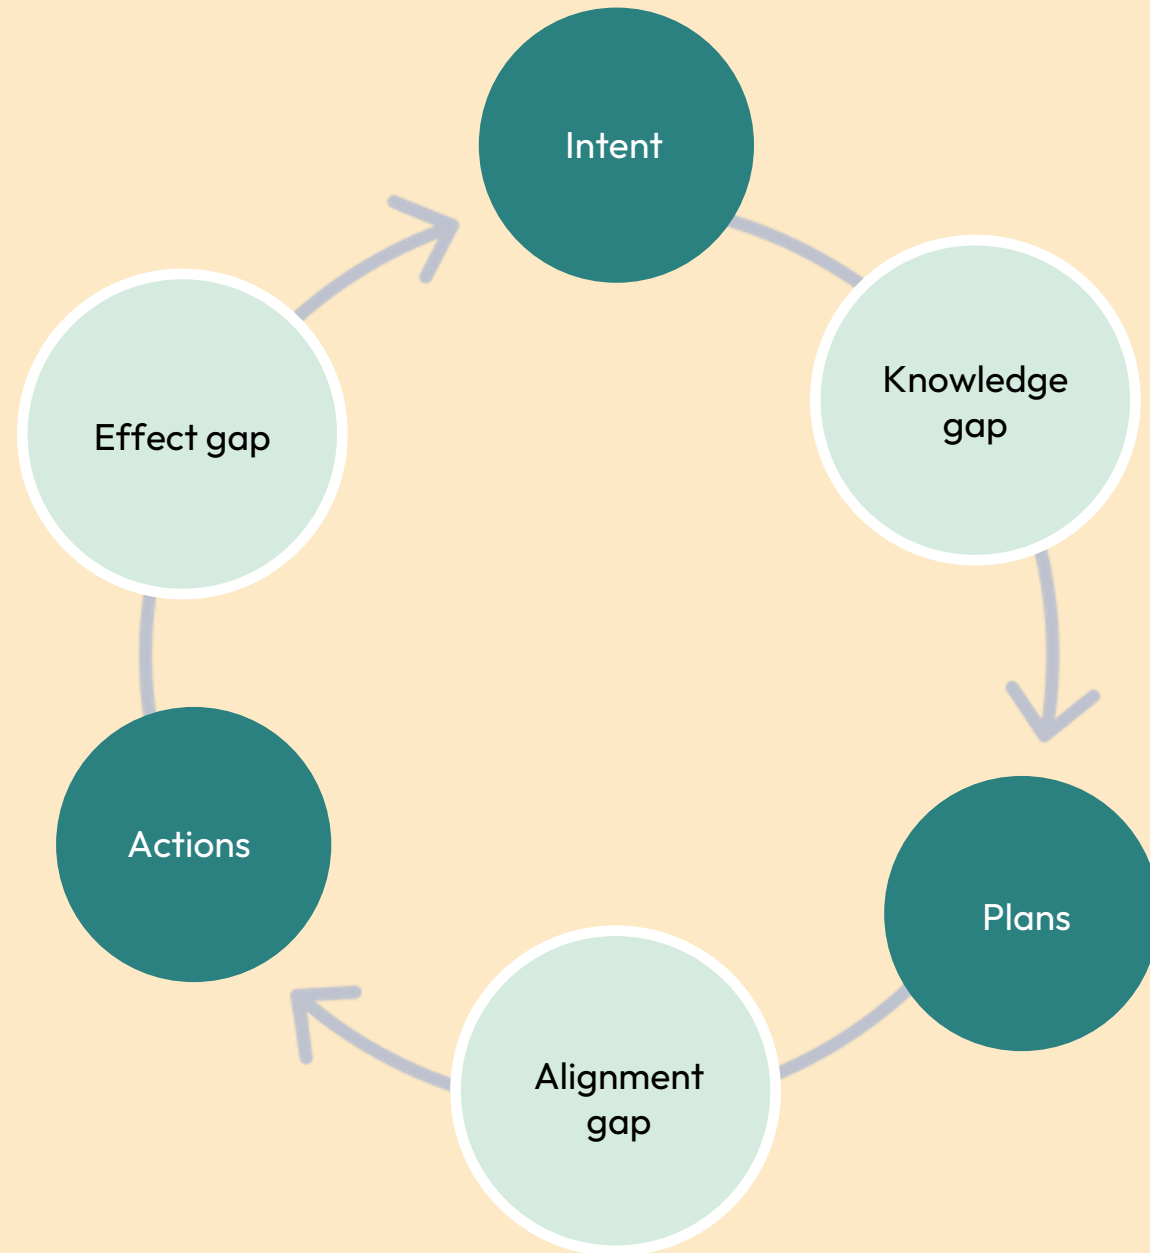 Intent
Knowledge
gap
Effect gap
Actions
Plans
Alignment
gap